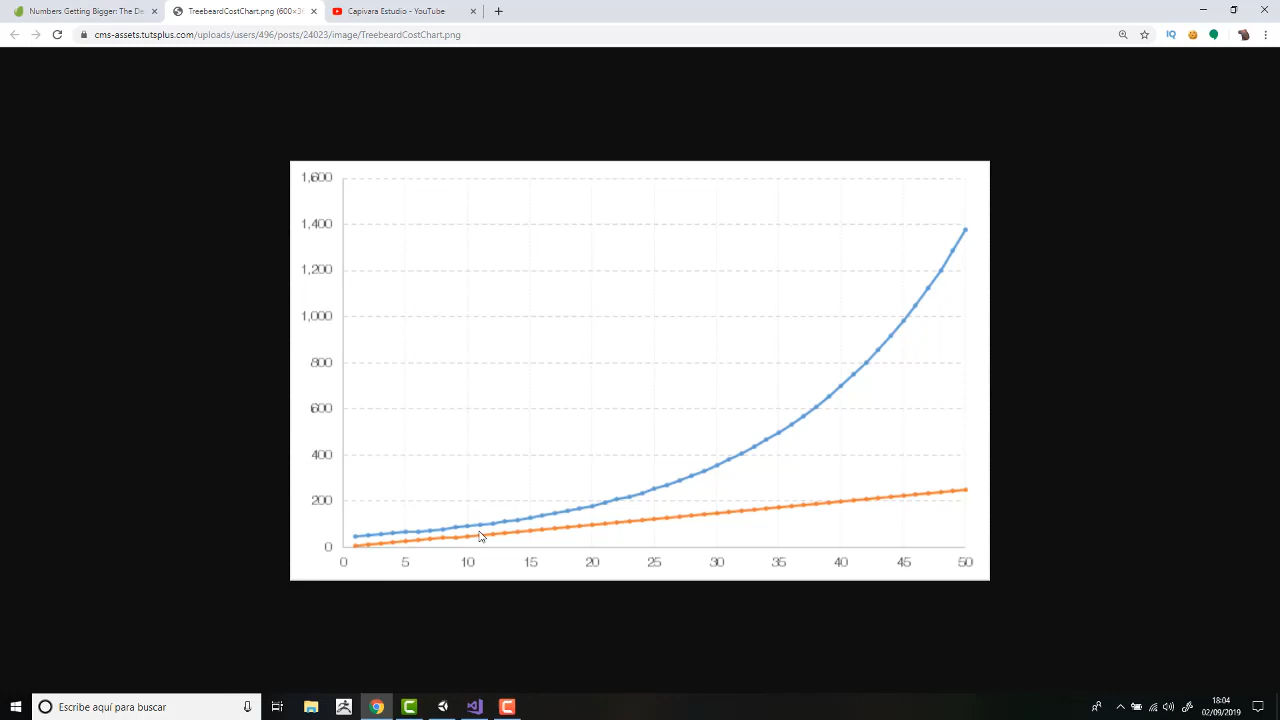 Numbers Getting Bigger: The De
TreebeardCostChart.png (600×36
Capivara Estudio - YouTube
cms-assets.tutsplus.com/uploads/users/496/posts/24023/image/TreebeardCostChart.png
IQ
1,600
1,400
1,200
1,000
800
600
400
200
0
0 5 10 15 20 25 30 35 40 45 50
Escribe aquí para buscar
18:04
02/09/2019